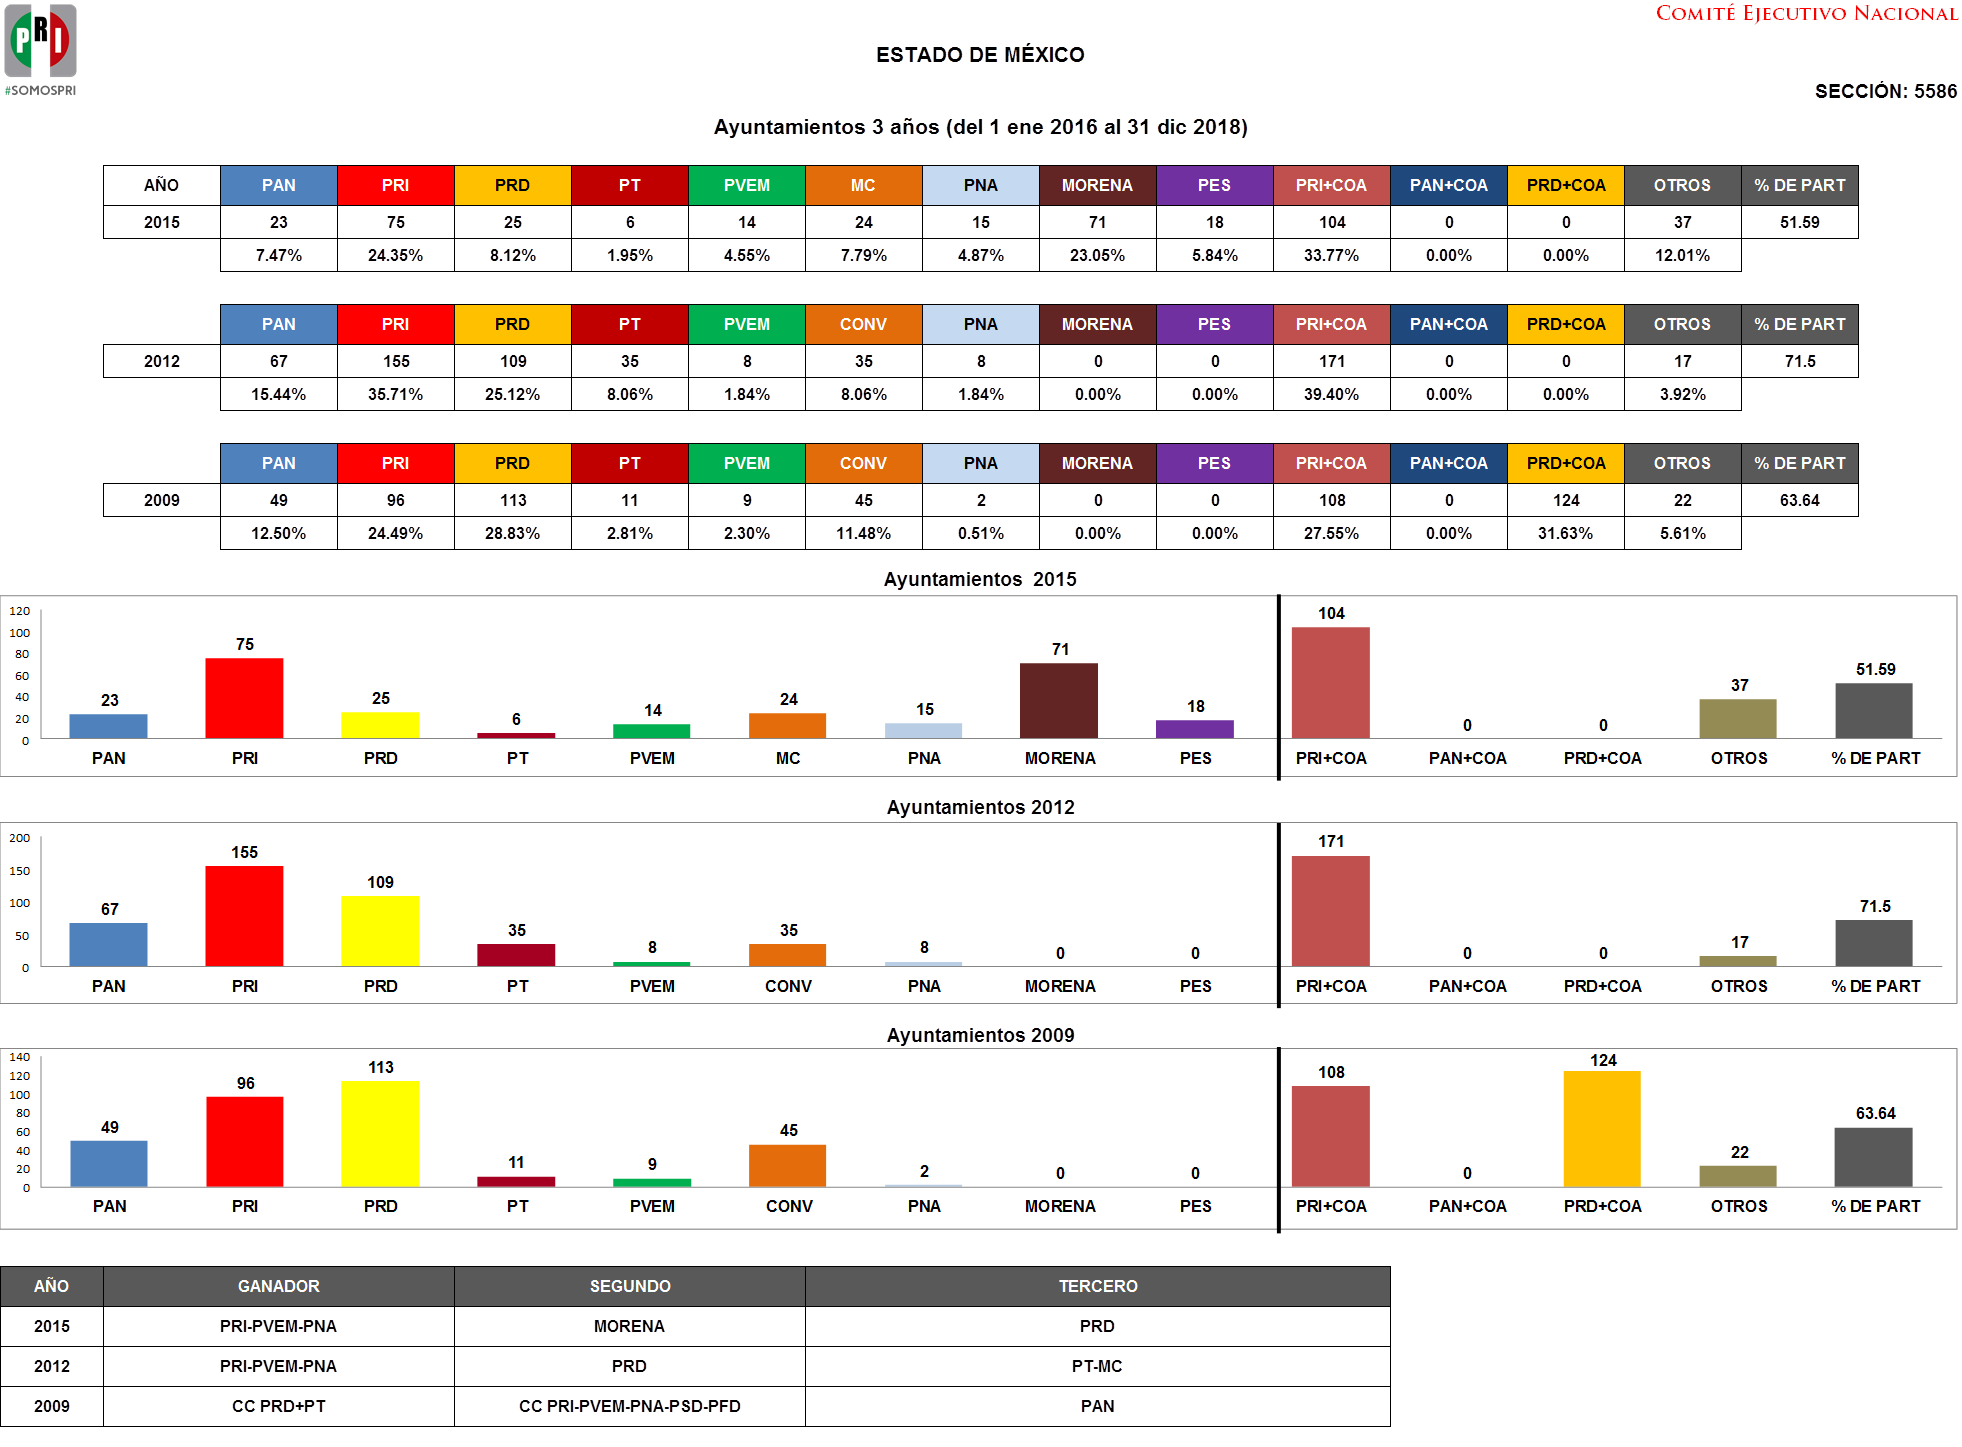 PRI
#SOMOSPRI
COMITÉ EJECUTIVO NACIONAL
ESTADO DE MÉXICO
SECCIÓN: 5586
Ayuntamientos 3 años (del 1 ene 2016 al 31 dic 2018)
AÑO PAN PRI PRD PT PVEM MC PNA MORENA PES PRI+COA PAN+COA PRD+COA OTROS % DE PART
2015 23 75 25 6 14 24 15 71 18 104 0 0 37 51.59
7.47% 24.35% 8.12% 1.95% 4.55% 7.79% 4.87% 23.05% 5.84% 33.77% 0.00% 0.00% 12.01%
PAN PRI PRD PT PVEM CONV PNA MORENA PES PRI+COA PAN+COA PRD+COA OTROS % DE PART
2012 67 155 109 35 8 35 8 0 0 171 0 0 17 71.5
15.44% 35.71% 25.12% 8.06% 1.84% 8.06% 1.84% 0.00% 0.00% 39.40% 0.00% 0.00% 3.92%
PAN PRI PRD PT PVEM CONV PNA MORENA PES PRI+COA PAN+COA PRD+COA OTROS % DE PART
2009 49 96 113 11 9 45 2 0 0 108 0 124 22 63.64
12.50% 24.49% 28.83% 2.81% 2.30% 11.48% 0.51% 0.00% 0.00% 27.55% 0.00% 31.63% 5.61%
Ayuntamientos 2015
120
100
80
60
40
20
0
23 75 25 6 14 24 15 71 18 104 0 0 37 51.59
PAN PRI PRD PT PVEM MC PNA MORENA PES PRI+COA PAN+COA PRD+COA OTROS % DE PART
Ayuntamientos 2012
200
150
100
50
0
67 155 109 35 8 35 8 0 0 171 0 0 17 71.5
PAN PRI PRD PT PVEM CONV PNA MORENA PES PRI+COA PAN+COA PRD+COA OTROS % DE PART
Ayuntamientos 2009
140
120
100
80
60
40
20
0
49 96 113 11 9 45 2 0 0 108 0 124 22 63.64
PAN PRI PRD PT PVEM CONV PNA MORENA PES PRI+COA PAN+COA PRD+COA OTROS % DE PART
AÑO GANADOR SEGUNDO TERCERO
2015 PRI-PVEM-PNA MORENA PRD
2012 PRI-PVEM-PNA PRD PT-MC
2009 CC PRD+PT CC PRI-PVEM-PNA-PSD-PFD PAN